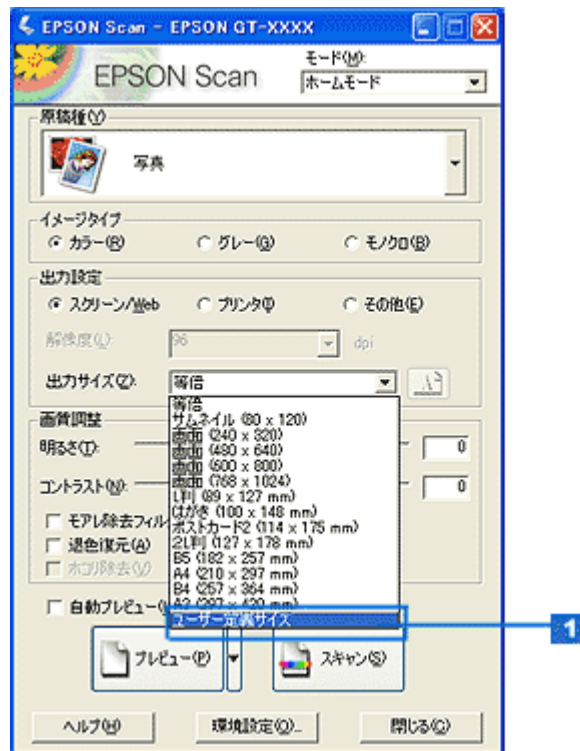 EPSON Scan - EPSON GT-XXXX
EPSON Scan
モード(M):
ホームモード
原稿種(Y)
写真
イメージタイプ
カラー(R) グレー(G) モノクロ(B)
出力設定
スクリーン/Web プリンタ(I) その他(E)
解像度(L): 96 dpi
出力サイズ(Z): 等倍
等倍
サムネイル (80 x 120)
画面 (240 x 320)
画面 (480 x 640)
画面 (600 x 800)
画面 (768 x 1024)
L判 (89 x 127 mm)
はがき (100 x 148 mm)
ポストカード2 (114 x 175 mm)
2L判 (127 x 178 mm)
B5 (182 x 257 mm)
A4 (210 x 297 mm)
B4 (257 x 364 mm)
A3 (297 x 420 mm)
ユーザー定義サイズ
1
画質調整
明るさ(T): 0
コントラスト(N): 0
モアレ除去フィル
退色復元(A)
ホコリ除去(V)
自動プレビュー(
プレビュー(P) スキャン(S)
ヘルプ(H) 環境設定(O)... 閉じる(C)